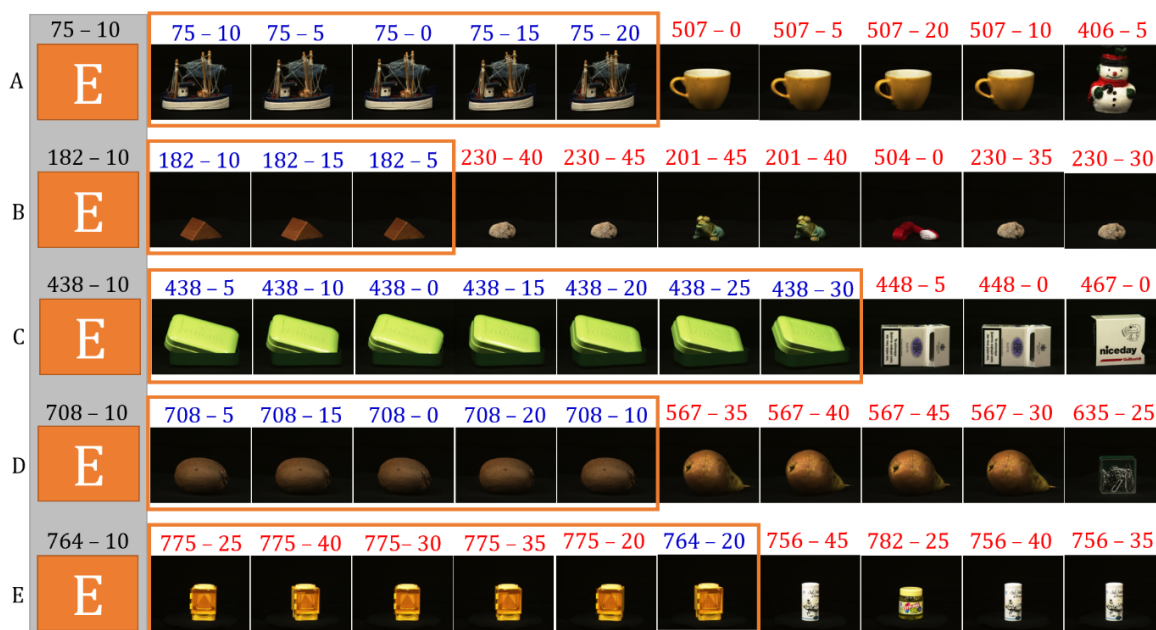 75 – 10 75 – 10 75 – 5 75 – 0 75 – 15 75 – 20 507 – 0 507 – 5 507 – 20 507 – 10 406 – 5
A E
182 – 10 182 – 10 182 – 15 182 – 5 230 – 40 230 – 45 201 – 45 201 – 40 504 – 0 230 – 35 230 – 30
B E
438 – 10 438 – 5 438 – 10 438 – 0 438 – 15 438 – 20 438 – 25 438 – 30 448 – 5 448 – 0 467 – 0
C E niceday
708 – 10 708 – 5 708 – 15 708 – 0 708 – 20 708 – 10 567 – 35 567 – 40 567 – 45 567 – 30 635 – 25
D E
764 – 10 775 – 25 775 – 40 775– 30 775 – 35 775 – 20 764 – 20 756 – 45 782 – 25 756 – 40 756 – 35
E E